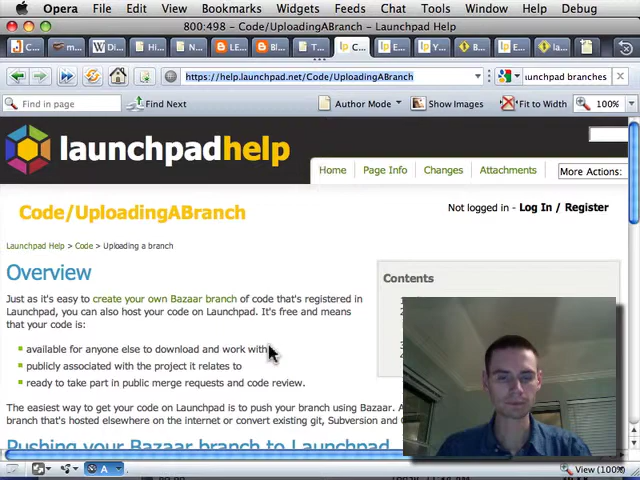 Opera File Edit View Bookmarks Widgets Feeds Chat Tools Window Help Debug
800:498 - Code/UploadingABranch - Launchpad Help
https://help.launchpad.net/Code/UploadingABranch
launchpad branches
Find in page
Find Next
Author Mode
Show Images
Fit to Width
100%
launchpadhelp
Home Page Info Changes Attachments More Actions:
Code/UploadingABranch
Not logged in - Log In / Register
Launchpad Help > Code > Uploading a branch
Overview
Contents
Just as it's easy to create your own Bazaar branch of code that's registered in
Launchpad, you can also host your code on Launchpad. It's free and means
that your code is:
available for anyone else to download and work with
publicly associated with the project it relates to
ready to take part in public merge requests and code review.
The easiest way to get your code on Launchpad is to push your branch using Bazaar. A
branch that's hosted elsewhere on the internet or convert existing git, Subversion and C
Pushing your Bazaar branch to Launchpad
View (100%)